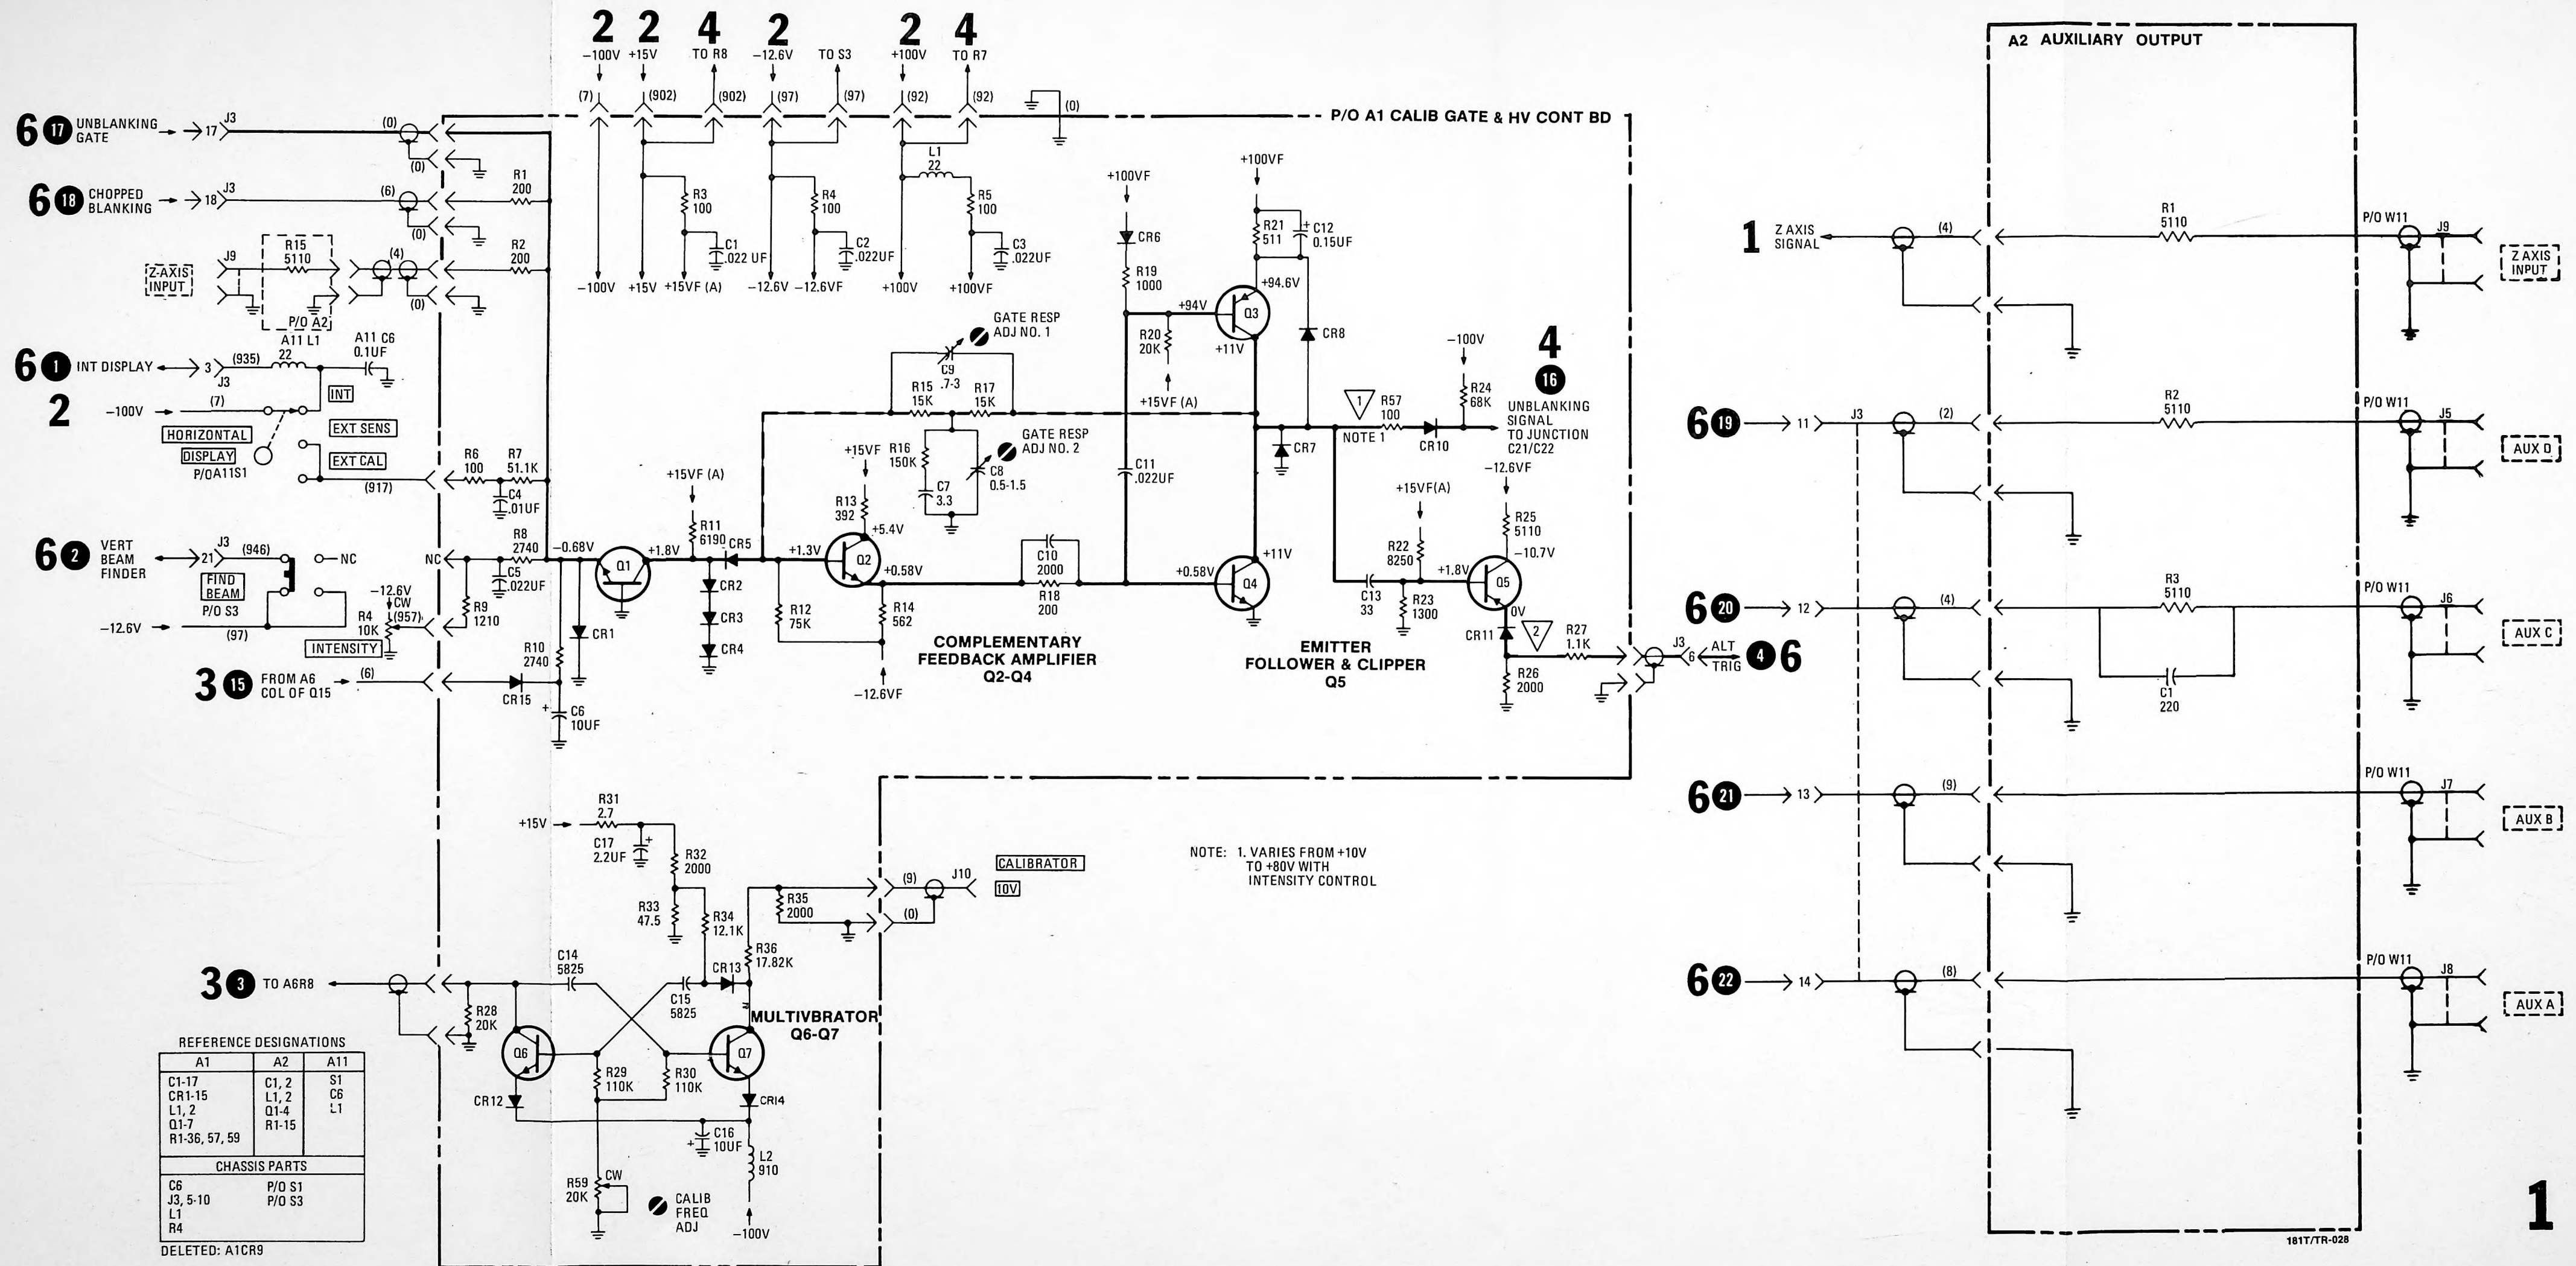 2 2 4 2 2 4
-100V +15V TO R8 -12.6V TO S3 +100V TO R7
(7) (902) (902) (97) (97) (92) (92) (0)
P/O A1 CALIB GATE & HV CONT BD
6 17 UNBLANKING GATE
17 J3 (0)
(0)
6 18 CHOPPED BLANKING
18 J3 (6)
(0)
R1 200
Z-AXIS INPUT
J9
R15 5110
P/O A2
(4)
(0)
R2 200
L1 22
R3 100
R4 100
R5 100
C1 .022 UF
C2 .022UF
C3 .022UF
-100V +15V +15VF (A) -12.6V -12.6VF +100V +100VF
6 1 INT DISPLAY
3 J3
(935)
A11 L1 22
A11 C6 0.1UF
2
-100V
(7)
INT
EXT SENS
EXT CAL
HORIZONTAL
DISPLAY
P/OA11S1
(917)
R6 100
R7 51.1K
C4 .01UF
6 2 VERT BEAM FINDER
21 J3
(946)
NC
FIND BEAM
P/O S3
-12.6V
(97)
-12.6V
CW
R4 10K
(957)
INTENSITY
NC
R8 2740
C5 .022UF
R9 1210
R10 2740
3 15 FROM A6 COL OF Q15
(6)
CR15
+
C6 10UF
CR1
-0.68V
Q1
+1.8V
+15VF (A)
R11 6190
CR5
CR2
CR3
CR4
GATE RESP ADJ NO. 1
C9 .7-3
R15 15K
R17 15K
GATE RESP ADJ NO. 2
R16 150K
C8 0.5-1.5
C7 3.3
+15VF
R13 392
+5.4V
+1.3V
Q2
+0.58V
R12 75K
R14 562
-12.6VF
C10 2000
R18 200
COMPLEMENTARY FEEDBACK AMPLIFIER Q2-Q4
+100VF
CR6
R19 1000
+100VF
R21 511
+
C12 0.15UF
+94.6V
+94V
Q3
R20 20K
+11V
+15VF (A)
CR8
C11 .022UF
CR7
+0.58V
+11V
Q4
1
NOTE 1
R57 100
CR10
-100V
R24 68K
4
16
UNBLANKING SIGNAL TO JUNCTION C21/C22
-12.6VF
R25 5110
-10.7V
+15VF(A)
R22 8250
+1.8V
Q5
C13 33
R23 1300
0V
CR11
2
R27 1.1K
R26 2000
EMITTER FOLLOWER & CLIPPER Q5
J3
6
ALT TRIG
4 6
+15V
R31 2.7
C17 2.2UF
+
R32 2000
R33 47.5
R34 12.1K
R35 2000
R36 17.82K
(9)
(0)
J10
CALIBRATOR
10V
NOTE: 1. VARIES FROM +10V
TO +80V WITH
INTENSITY CONTROL
3 3 TO A6R8
R28 20K
C14 5825
C15 5825
CR13
MULTIVBRATOR
Q6-Q7
Q6
Q7
R29 110K
R30 110K
CR12
CR14
C16 10UF
+
L2 910
-100V
R59 20K
CW
CALIB FREQ ADJ
REFERENCE DESIGNATIONS
A1 A2 A11
C1-17 C1, 2 S1
CR1-15 L1, 2 C6
L1, 2 Q1-4 L1
Q1-7 R1-15
R1-36, 57, 59
CHASSIS PARTS
C6 P/O S1
J3, 5-10 P/O S3
L1
R4
DELETED: A1CR9
A2 AUXILIARY OUTPUT
1 Z AXIS SIGNAL
(4)
R1 5110
P/O W11
J9
Z AXIS INPUT
6 19
11 J3
(2)
R2 5110
P/O W11
J5
AUX D
6 20
12
(4)
R3 5110
C1 220
P/O W11
J6
AUX C
6 21
13
(9)
P/O W11
J7
AUX B
6 22
14
(8)
P/O W11
J8
AUX A
181T/TR-028
1